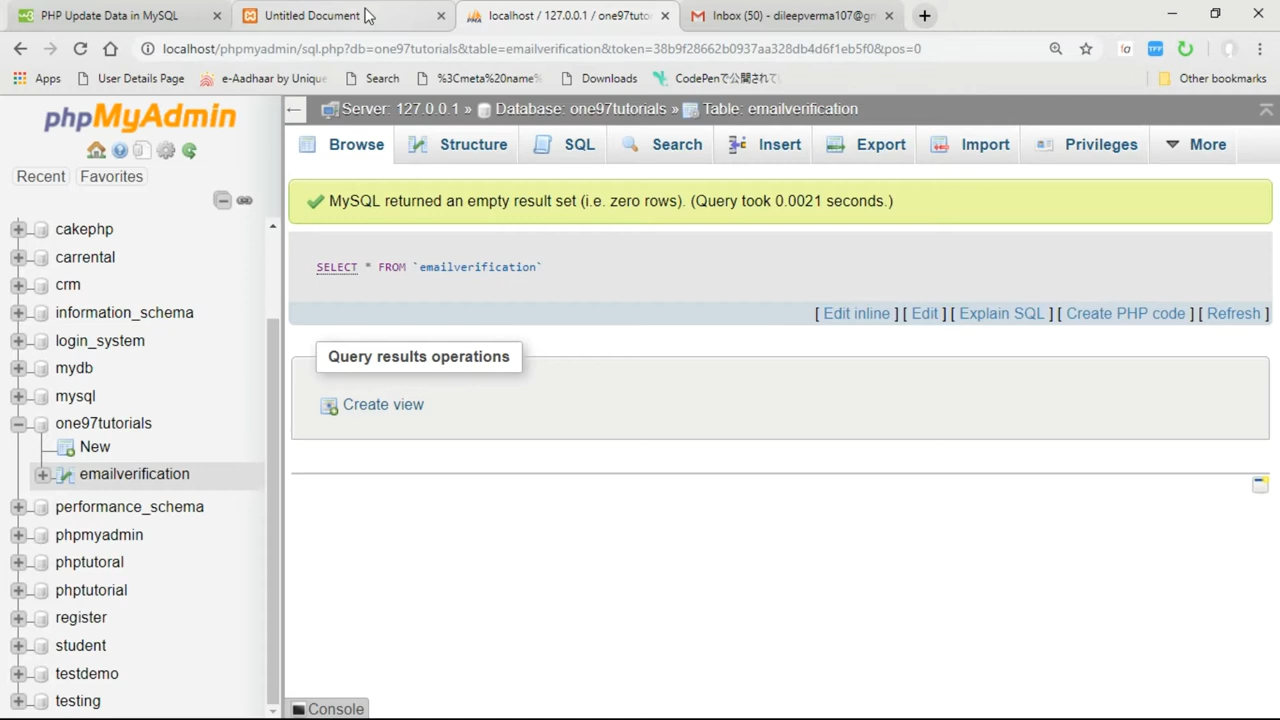 PHP Update Data in MySQL
Untitled Document
localhost / 127.0.0.1 / one97tutor
Inbox (50) - dileepverma107@gm
localhost/phpmyadmin/sql.php?db=one97tutorials&table=emailverification&token=38b9f28662b0937aa328db4d6f1eb5f0&pos=0
Apps
User Details Page
e-Aadhaar by Unique
Search
%3Cmeta%20name%
Downloads
CodePenで公開されて
Other bookmarks
phpMyAdmin
Recent
Favorites
cakephp
carrental
crm
information_schema
login_system
mydb
mysql
one97tutorials
New
emailverification
performance_schema
phpmyadmin
phptutoral
phptutorial
register
student
testdemo
testing
Server: 127.0.0.1 » Database: one97tutorials » Table: emailverification
Browse
Structure
SQL
Search
Insert
Export
Import
Privileges
More
MySQL returned an empty result set (i.e. zero rows). (Query took 0.0021 seconds.)
SELECT * FROM `emailverification`
[ Edit inline ] [ Edit ] [ Explain SQL ] [ Create PHP code ] [ Refresh ]
Query results operations
Create view
Console